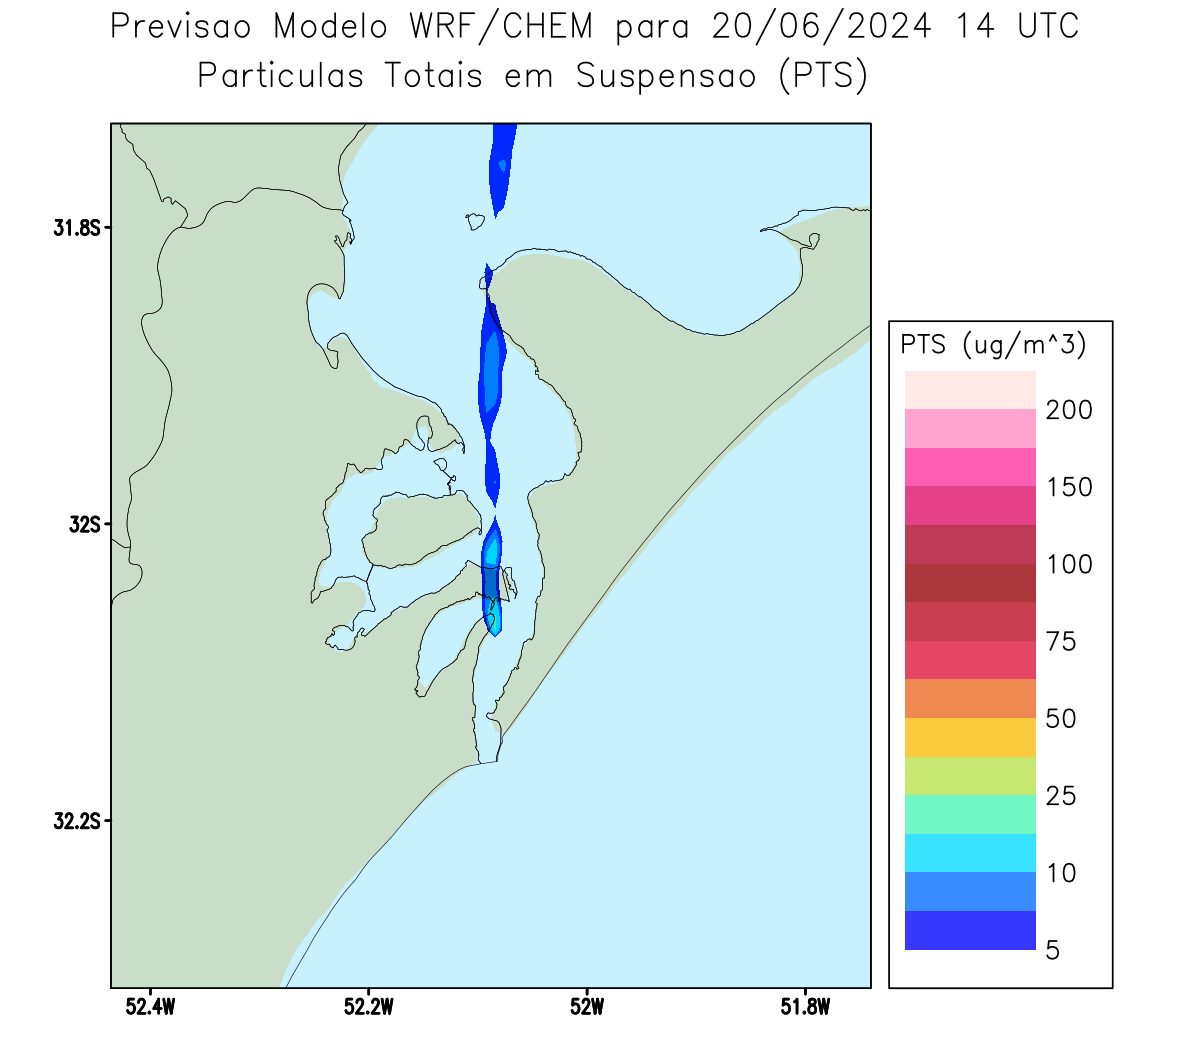 Previsao Modelo WRF/CHEM para 20/06/2024 14 UTC
Particulas Totais em Suspensao (PTS)
31.8S
32S
32.2S
52.4W
52.2W
52W
51.8W
PTS (ug/m^3)
200
150
100
75
50
25
10
5